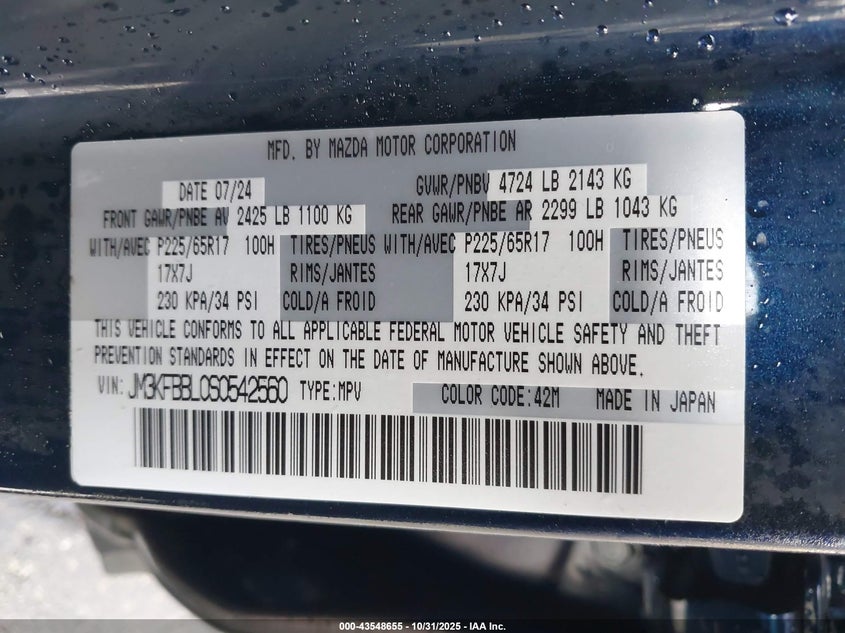 MFD. BY MAZDA MOTOR CORPORATION
DATE 07/24 GVWR/PNBV 4724 LB 2143 KG
FRONT GAWR/PNBE AV 2425 LB 1100 KG REAR GAWR/PNBE AR 2299 LB 1043 KG
WITH/AVEC P225/65R17 100H TIRES/PNEUS WITH/AVEC P225/65R17 100H TIRES/PNEUS
17X7J RIMS/JANTES 17X7J RIMS/JANTES
230 KPA/34 PSI COLD/A FROID 230 KPA/34 PSI COLD/A FROID
THIS VEHICLE CONFORMS TO ALL APPLICABLE FEDERAL MOTOR VEHICLE SAFETY AND THEFT
PREVENTION STANDARDS IN EFFECT ON THE DATE OF MANUFACTURE SHOWN ABOVE.
VIN: JM3KFBBL0S0542560 TYPE:MPV COLOR CODE:42M MADE IN JAPAN
000-43548655 - 10/31/2025 - IAA Inc.